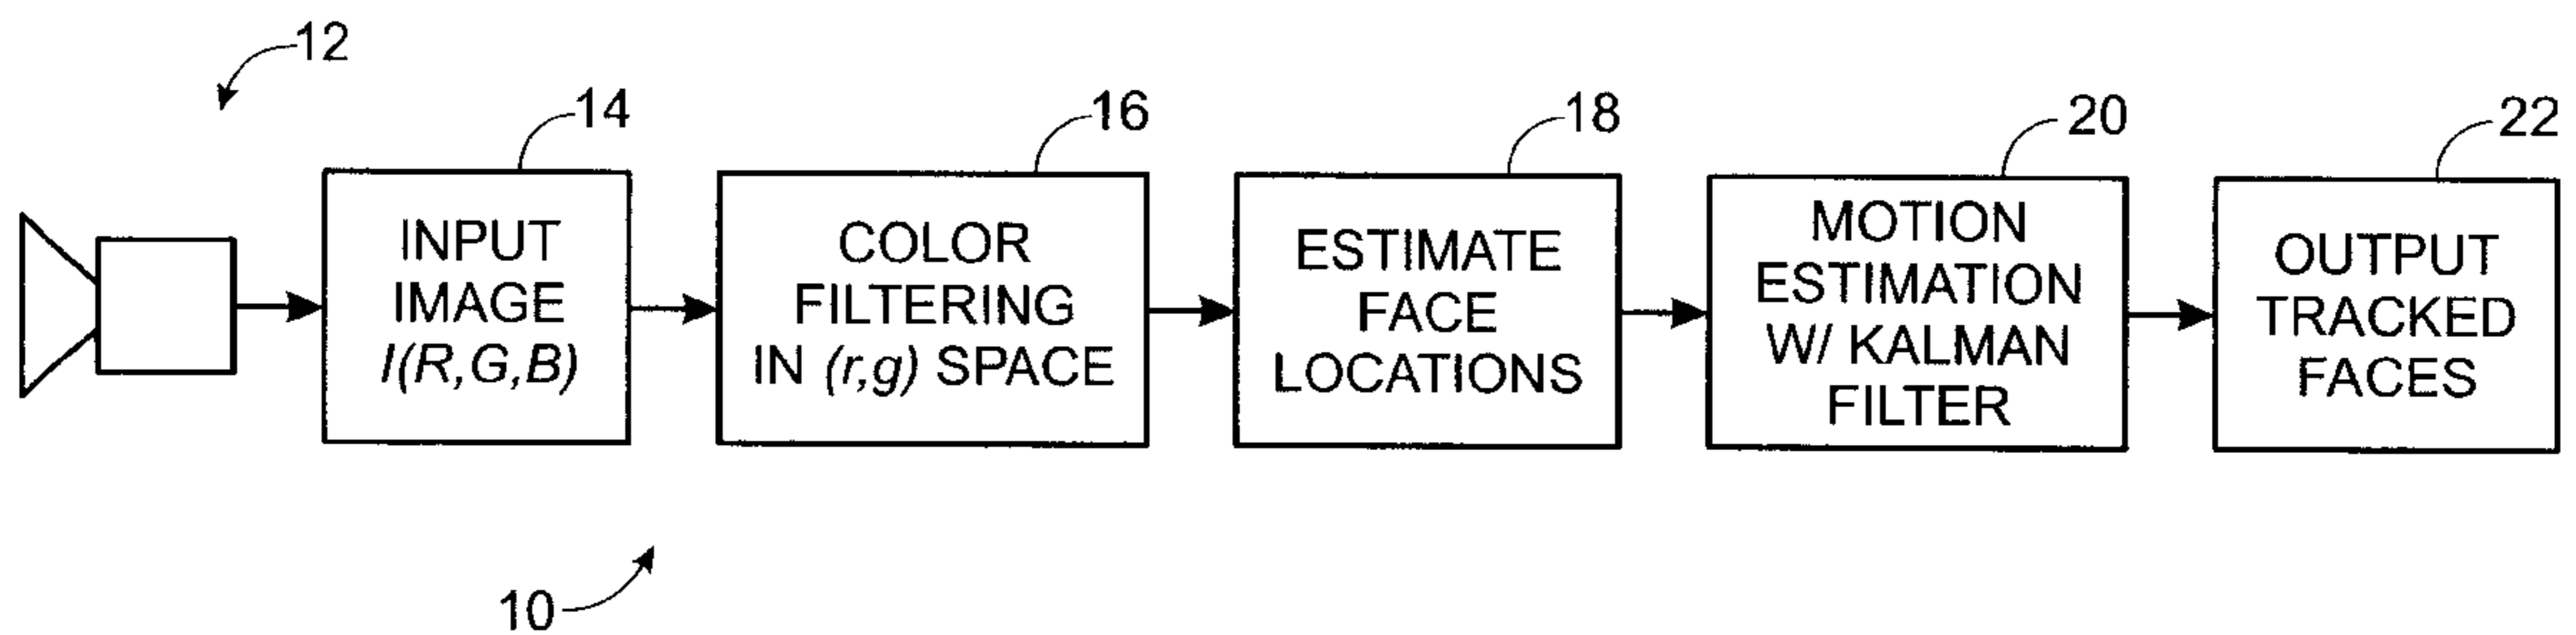 12
14
16
18
20
22
INPUT
IMAGE
I(R,G,B)
COLOR
FILTERING
IN (r,g) SPACE
ESTIMATE
FACE
LOCATIONS
MOTION
ESTIMATION
W/ KALMAN
FILTER
OUTPUT
TRACKED
FACES
10